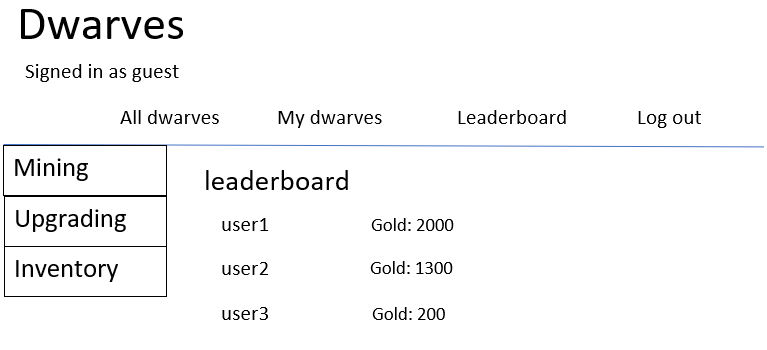 Dwarves
Signed in as guest
All dwarves My dwarves Leaderboard Log out
Mining
Upgrading
Inventory
leaderboard
user1 Gold: 2000
user2 Gold: 1300
user3 Gold: 200